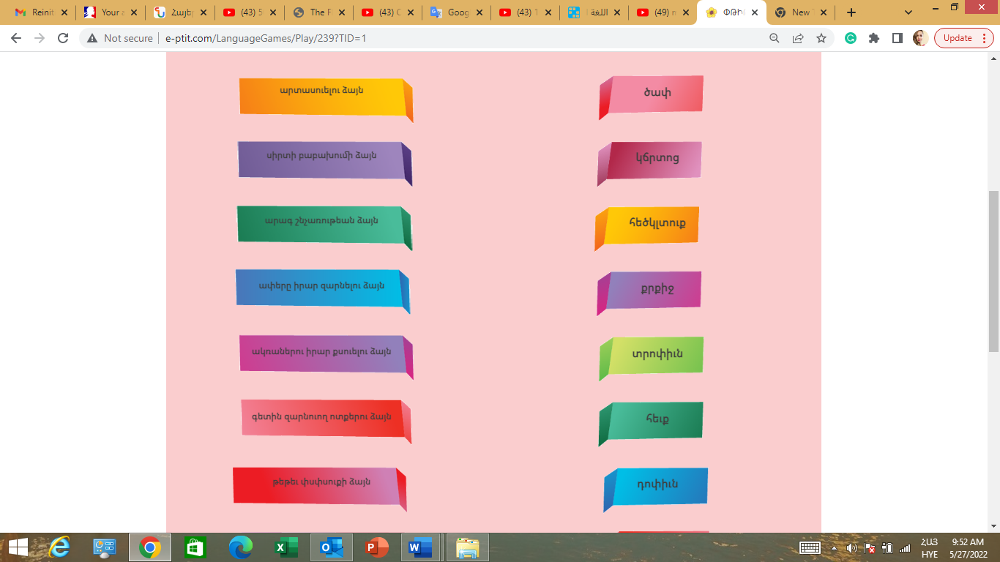 Reinit
Your a
Հայեր
(43) 5
The F
(43) C
Goog
(43) 1
اللغة ا
(49) n
ՓԹԻԹ
New T
Not secure
e-ptit.com/LanguageGames/Play/239?TID=1
Update
արտասուելու ձայն
ծափ
սիրտի բաբախումի ձայն
կճրտոց
արագ շնչառութեան ձայն
հեծկլտուք
ափերը իրար զարնելու ձայն
քրքիջ
ակռաներու իրար քսուելու ձայն
տրոփիւն
գետին զարնուող ոտքերու ձայն
հեւք
թեթեւ փսփսուքի ձայն
դոփիւն
ՀԱՅ
9:52 AM
HYE
5/27/2022